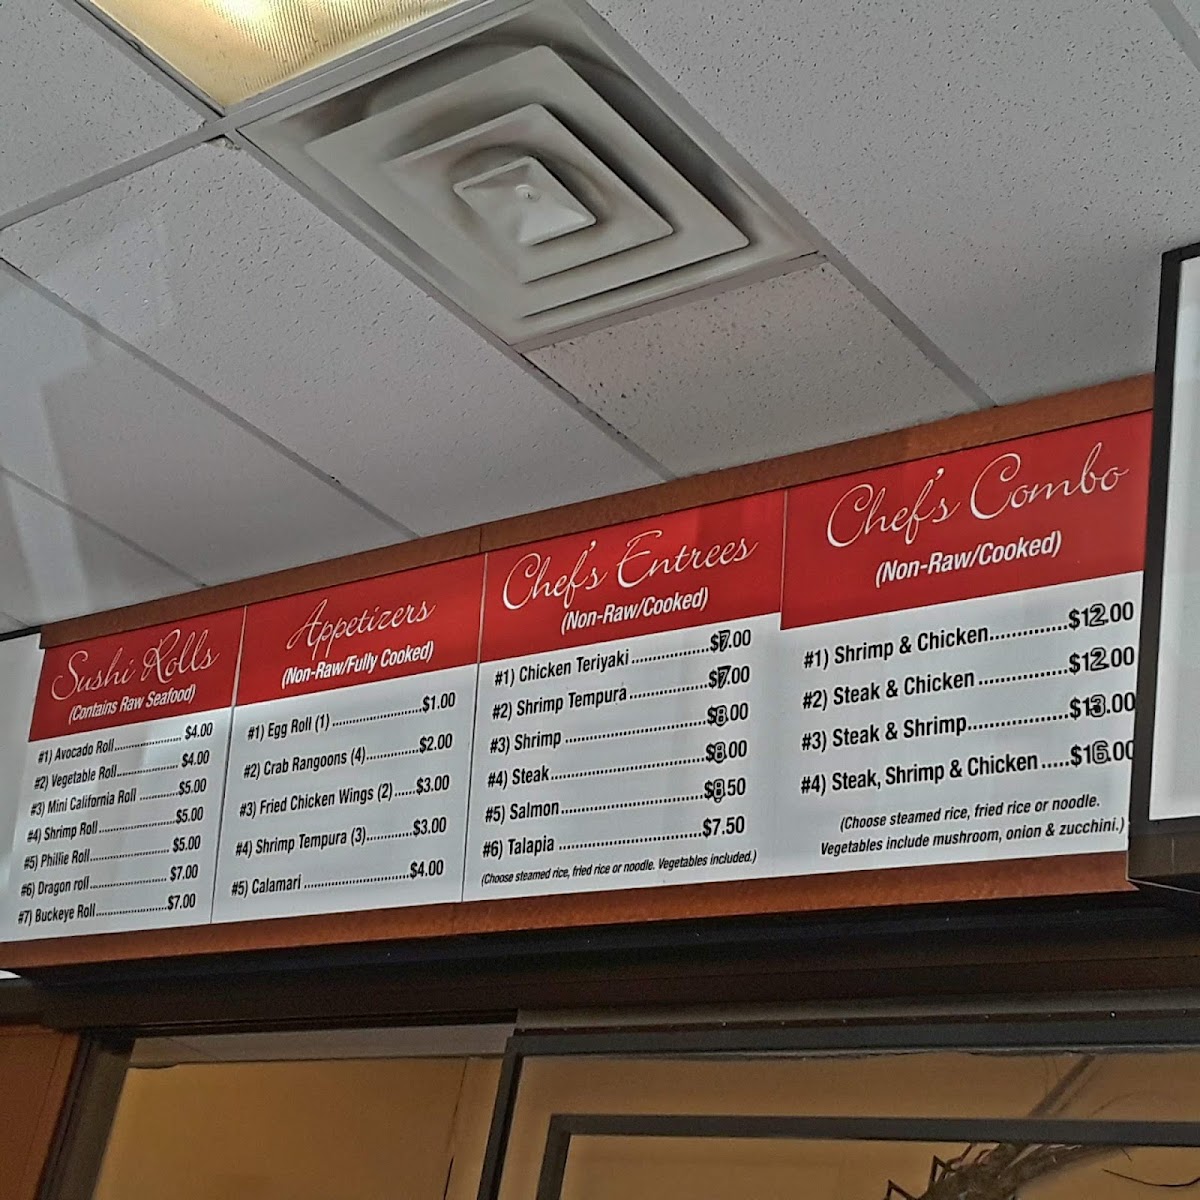 Sushi Rolls
(Contains Raw Seafood)
#1) Avocado Roll..................... $4.00
#2) Vegetable Roll................... $4.00
#3) Mini California Roll ............$5.00
#4) Shrimp Roll........................$5.00
#5) Phillie Roll..........................$5.00
#6) Dragon roll........................ $7.00
#7) Buckeye Roll.......................$7.00
Appetizers
(Non-Raw/Fully Cooked)
#1) Egg Roll (1) .........................$1.00
#2) Crab Rangoons (4)..............$2.00
#3) Fried Chicken Wings (2)......$3.00
#4) Shrimp Tempura (3).............$3.00
#5) Calamari ..............................$4.00
Chef's Entrees
(Non-Raw/Cooked)
#1) Chicken Teriyaki ..................$7.00
#2) Shrimp Tempura..................$7.00
#3) Shrimp ................................$8.00
#4) Steak...................................$8.00
#5) Salmon.................................$8.50
#6) Talapia .................................$7.50
(Choose steamed rice, fried rice or noodle. Vegetables included.)
Chef's Combo
(Non-Raw/Cooked)
#1) Shrimp & Chicken...............$12.00
#2) Steak & Chicken .................$12.00
#3) Steak & Shrimp...................$13.00
#4) Steak, Shrimp & Chicken .....$16.00
(Choose steamed rice, fried rice or noodle.
Vegetables include mushroom, onion & zucchini.)